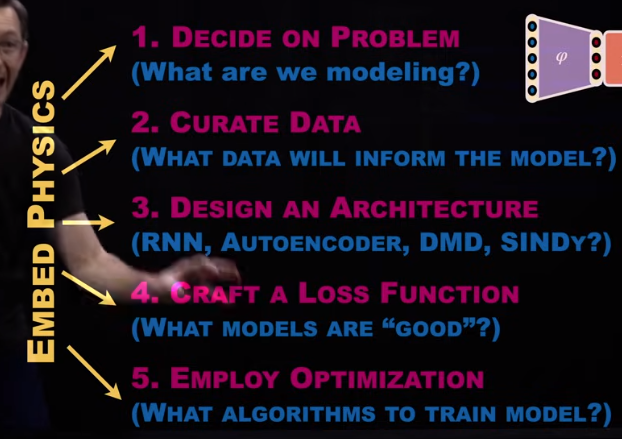 1. DECIDE ON PROBLEM
(What are we modeling?)
2. CURATE DATA
(WHAT DATA WILL INFORM THE MODEL?)
3. DESIGN AN ARCHITECTURE
(RNN, AUTOENCODER, DMD, SINDY?)
4. CRAFT A LOSS FUNCTION
(WHAT MODELS ARE “GOOD”?)
5. EMPLOY OPTIMIZATION
(WHAT ALGORITHMS TO TRAIN MODEL?)
EMBED PHYSICS
φ